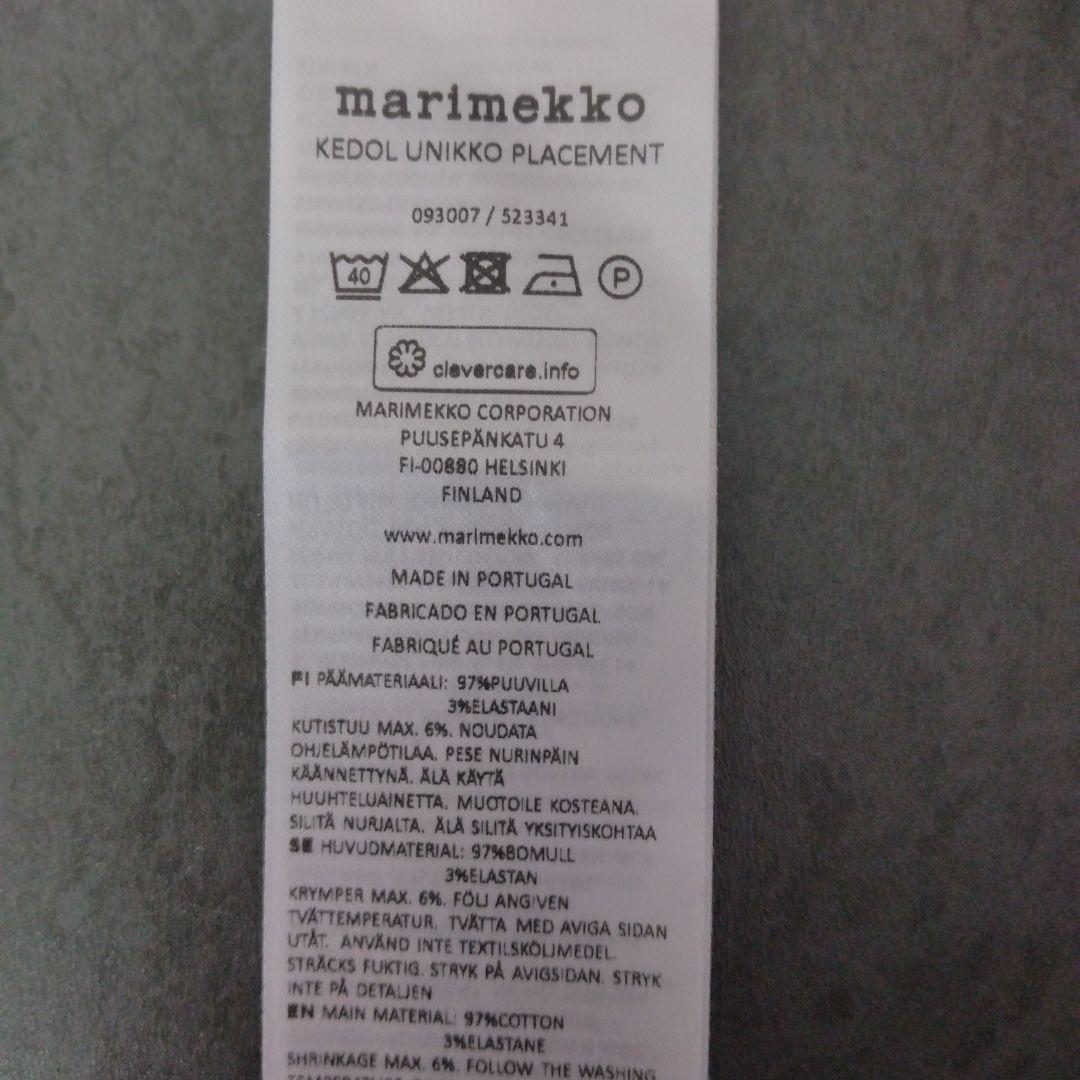 marimekko
KEDOL UNIKKO PLACEMENT
093007 / 523341
40 P
clevercare.info
MARIMEKKO CORPORATION
PUUSEPÄNKATU 4
FI-00880 HELSINKI
FINLAND
www.marimekko.com
MADE IN PORTUGAL
FABRICADO EN PORTUGAL
FABRIQUÉ AU PORTUGAL
FI PÄÄMATERIAALI: 97%PUUVILLA
3%ELASTAANI
KUTISTUU MAX. 6%. NOUDATA
OHJELÄMPÖTILAA. PESE NURINPÄIN
KÄÄNNETTYNÄ. ÄLÄ KÄYTÄ
HUUHTELUAINETTA. MUOTOILE KOSTEANA.
SILITÄ NURJALTA. ÄLÄ SILITÄ YKSITYISKOHTAA
SE HUVUDMATERIAL: 97%BOMULL
3%ELASTAN
KRYMPER MAX. 6%. FÖLJ ANGIVEN
TVÄTTEMPERATUR. TVÄTTA MED AVIGA SIDAN
UTÅT. ANVÄND INTE TEXTILSKÖLJMEDEL.
STRÄCKS FUKTIG. STRYK PÅ AVIGSIDAN. STRYK
INTE PÅ DETALJEN
EN MAIN MATERIAL: 97%COTTON
3%ELASTANE
SHRINKAGE MAX. 6%. FOLLOW THE WASHING